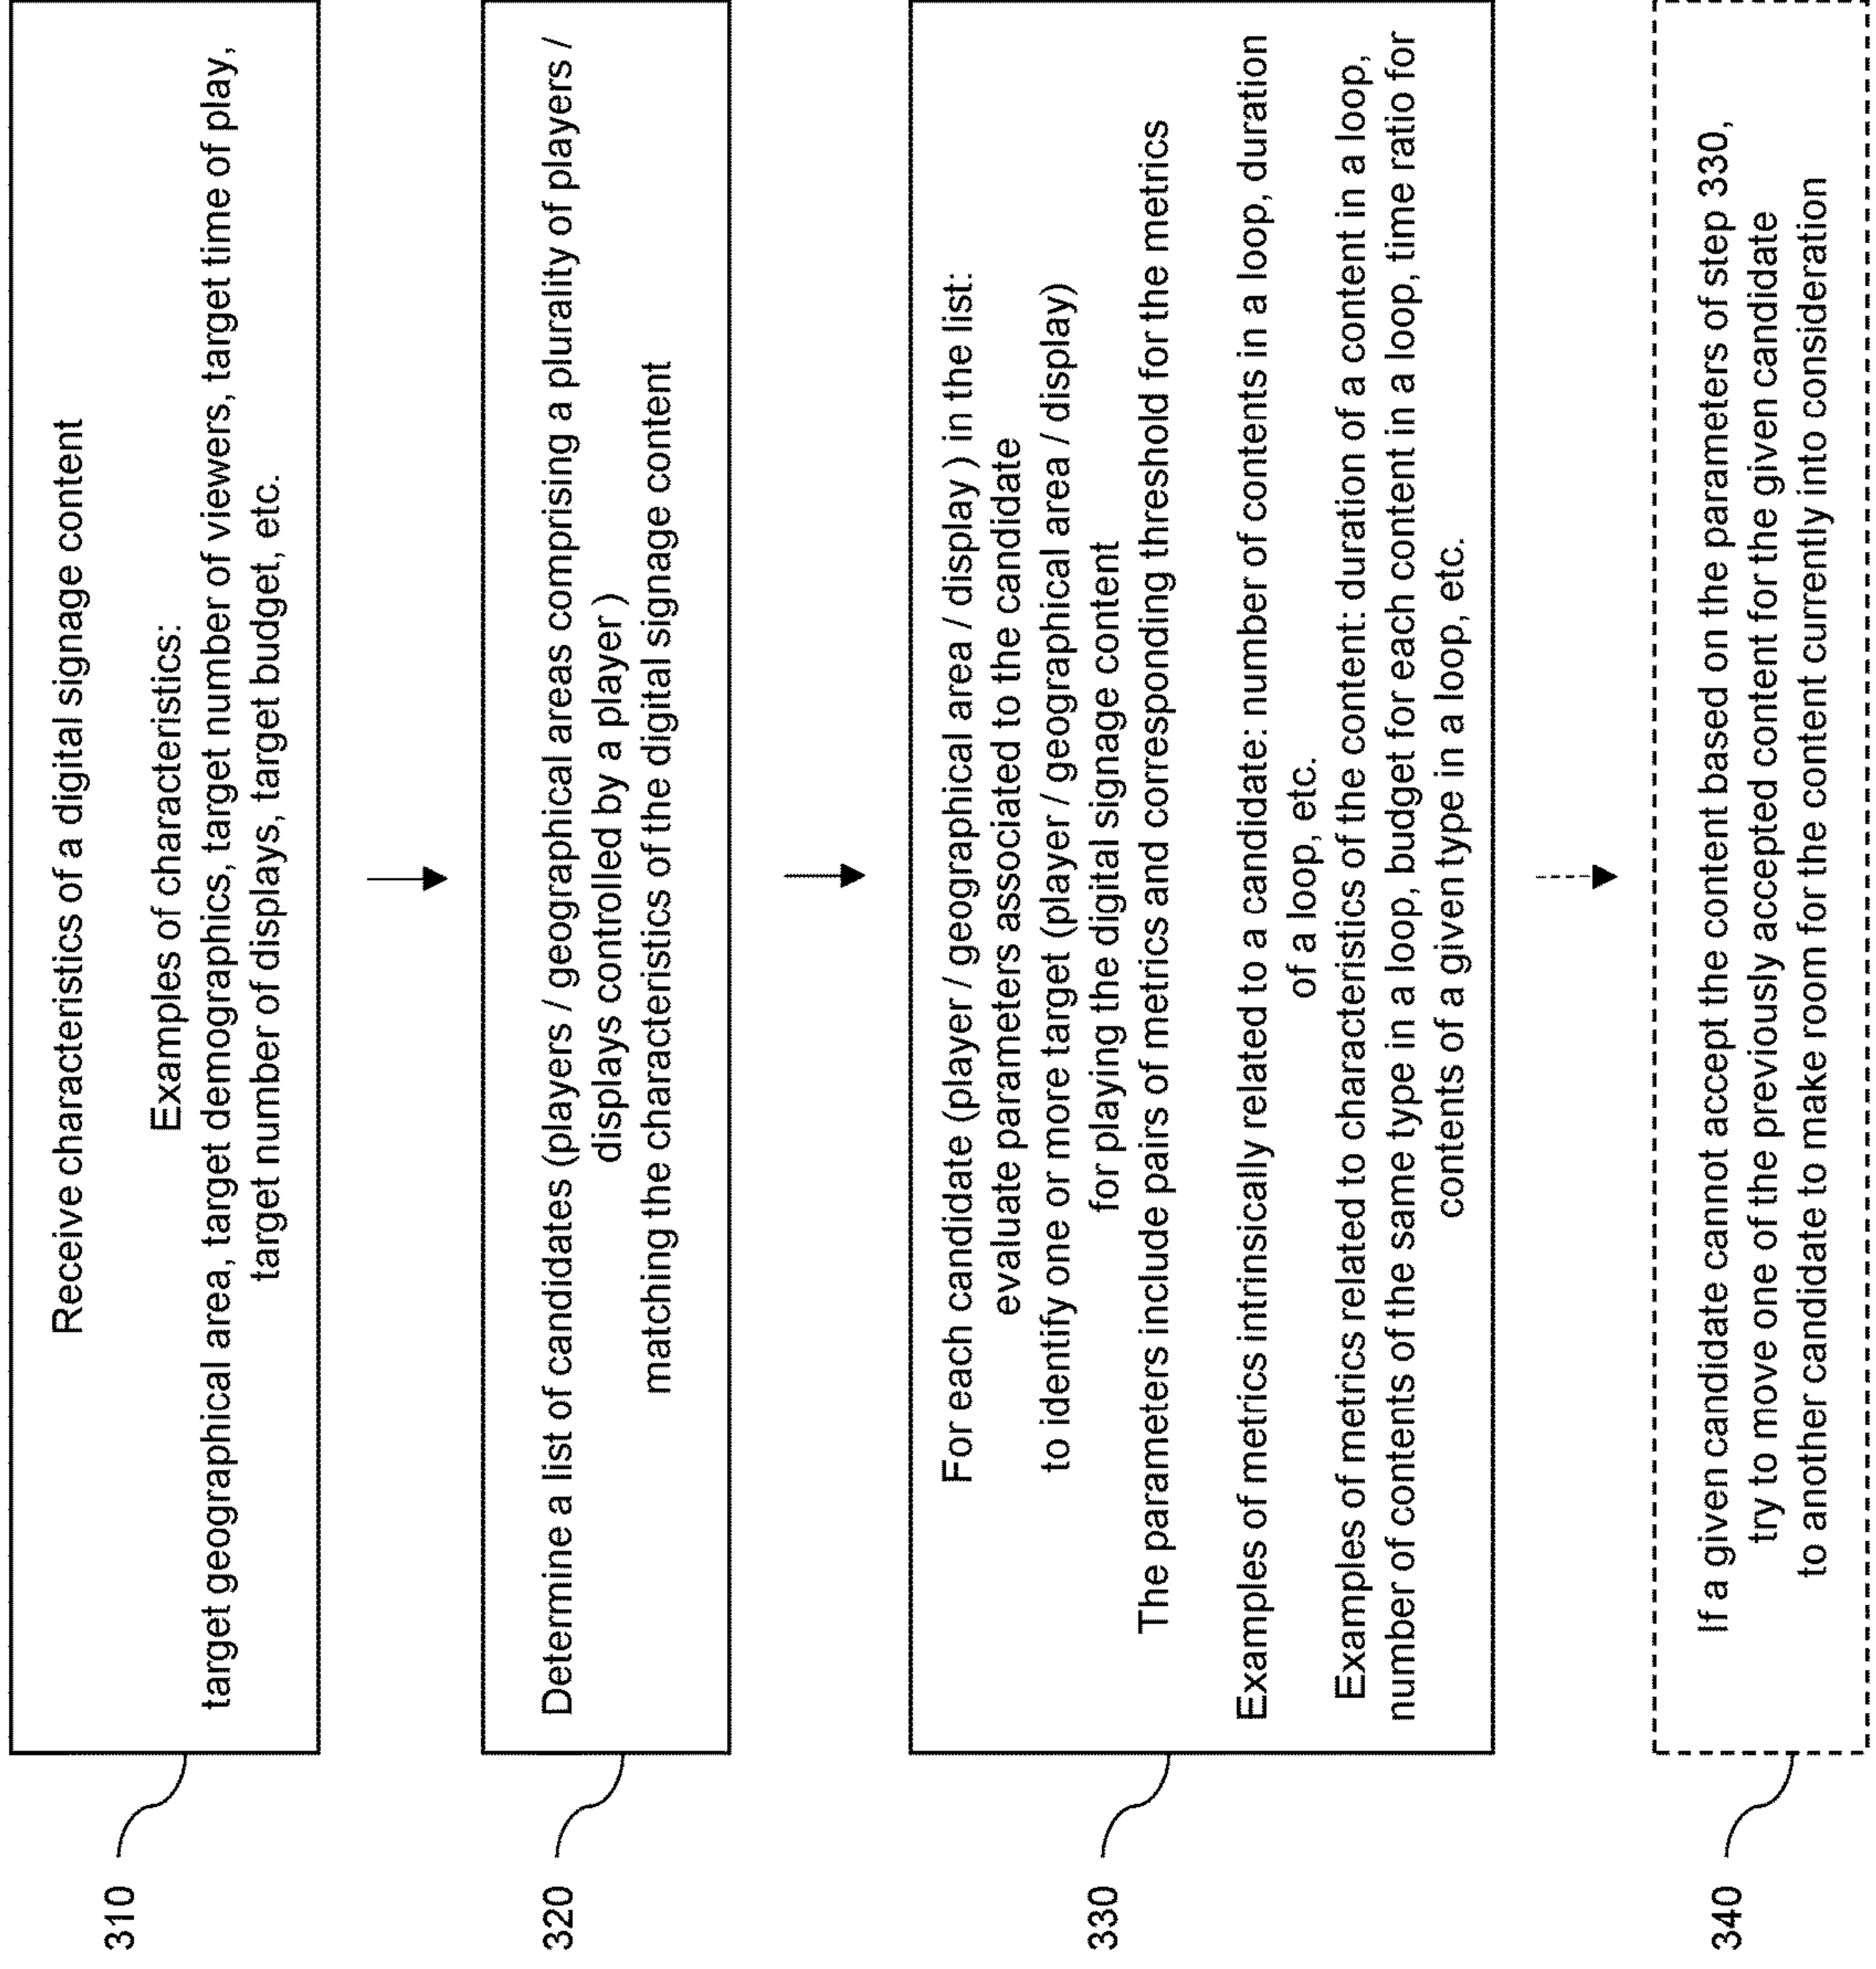 310
Receive characteristics of a digital signage content
Examples of characteristics:
target geographical area, target demographics, target number of viewers, target time of play,
target number of displays, target budget, etc.
320
Determine a list of candidates (players / geographical areas comprising a plurality of players /
displays controlled by a player )
matching the characteristics of the digital signage content
330
For each candidate (player / geographical area / display ) in the list:
evaluate parameters associated to the candidate
to identify one or more target (player / geographical area / display)
for playing the digital signage content
The parameters include pairs of metrics and corresponding threshold for the metrics
Examples of metrics intrinsically related to a candidate: number of contents in a loop, duration
of a loop, etc.
Examples of metrics related to characteristics of the content: duration of a content in a loop,
number of contents of the same type in a loop, budget for each content in a loop, time ratio for
contents of a given type in a loop, etc.
340
If a given candidate cannot accept the content based on the parameters of step 330,
try to move one of the previously accepted content for the given candidate
to another candidate to make room for the content currently into consideration